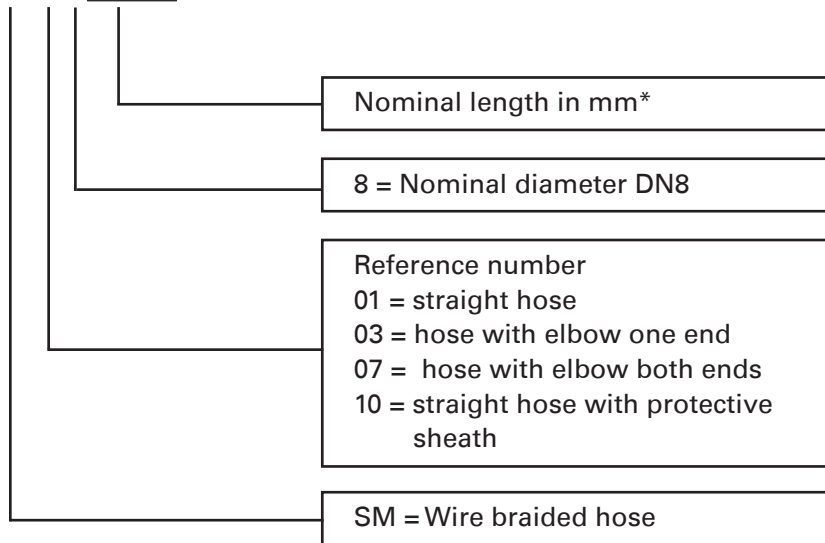 Nominal length in mm*
8 = Nominal diameter DN8
Reference number
01 = straight hose
03 = hose with elbow one end
07 = hose with elbow both ends
10 = straight hose with protective
sheath
SM = Wire braided hose